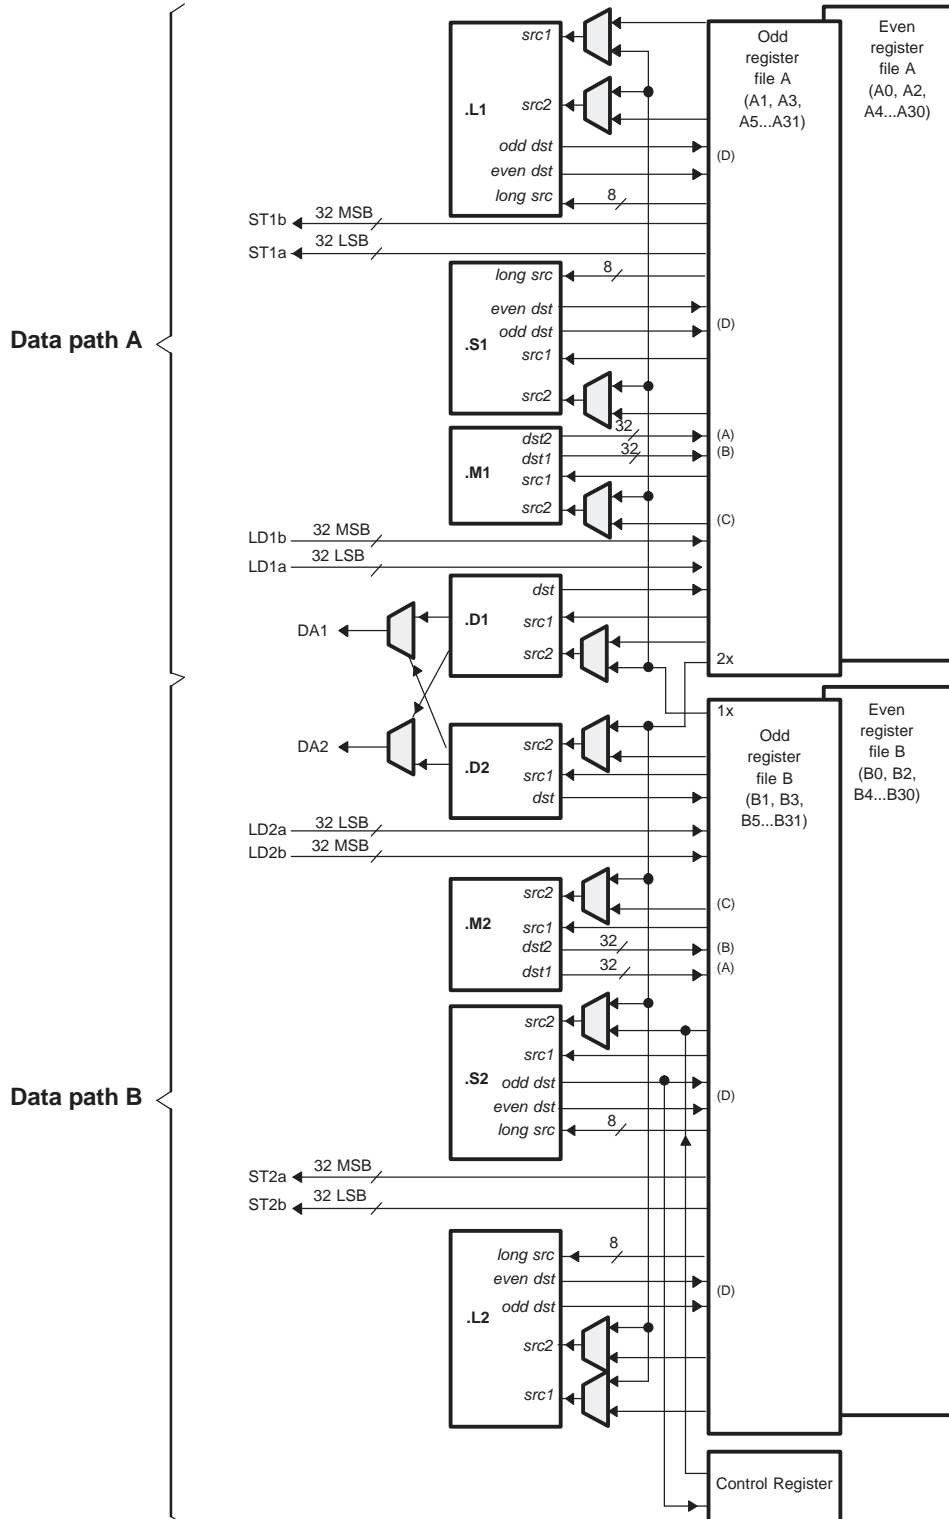 Odd
register
file A
(A1, A3,
A5...A31)
Even
register
file A
(A0, A2,
A4...A30)
src1
.L1
src2
odd dst
(D)
even dst
long src
8
ST1b
32 MSB
ST1a
32 LSB
long src
8
even dst
(D)
odd dst
Data path A
.S1
src1
src2
32
dst2
(A)
dst1
32
(B)
.M1
src1
src2
(C)
LD1b
32 MSB
LD1a
32 LSB
dst
.D1
src1
DA1
src2
2x
1x
Odd
register
file B
(B1, B3,
B5...B31)
Even
register
file B
(B0, B2,
B4...B30)
DA2
src2
.D2
src1
dst
LD2a
32 LSB
LD2b
32 MSB
src2
(C)
.M2
src1
dst2
32
(B)
dst1
32
(A)
src2
src1
.S2
odd dst
Data path B
(D)
even dst
long src
8
ST2a
32 MSB
ST2b
32 LSB
long src
8
even dst
(D)
odd dst
.L2
src2
src1
Control Register